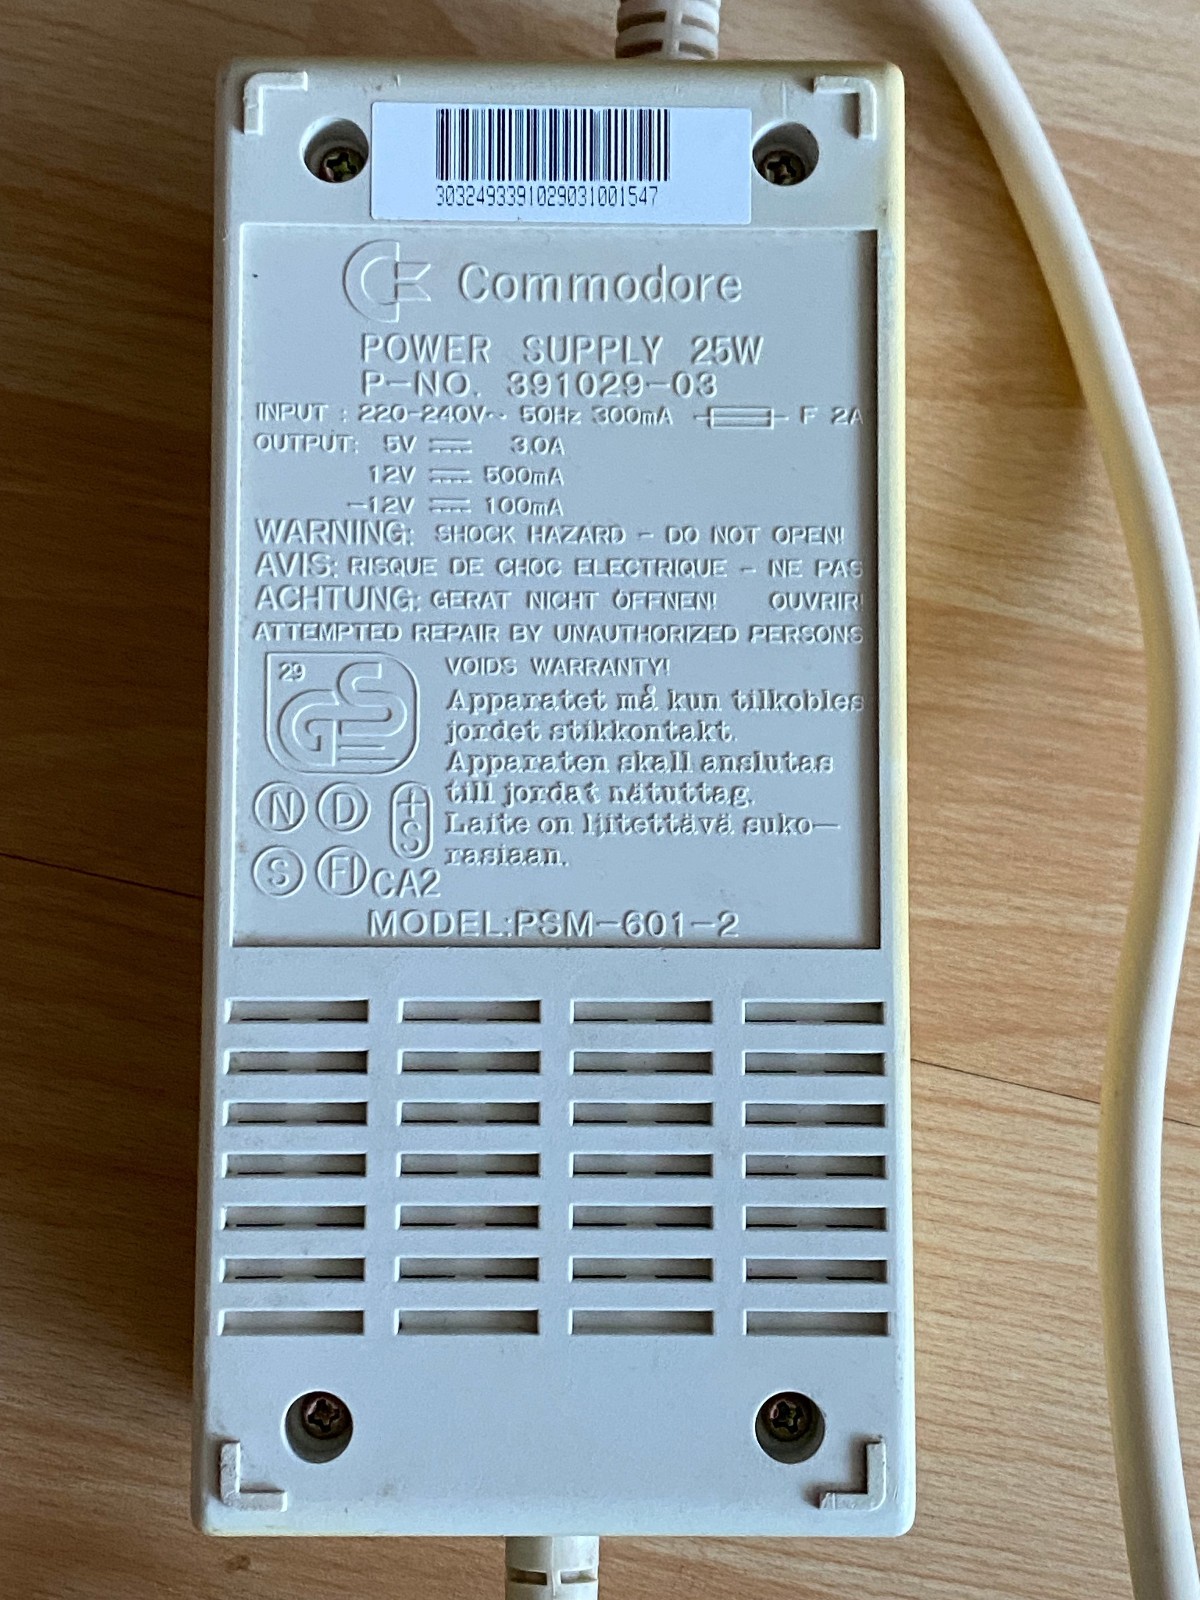 3032493391029031001547
Commodore
POWER SUPPLY 25W
P-NO. 391029-03
INPUT : 220-240V~ 50Hz 300mA F 2A
OUTPUT: 5V ⎓ 3.0A
12V ⎓ 500mA
-12V ⎓ 100mA
WARNING: SHOCK HAZARD - DO NOT OPEN!
AVIS: RISQUE DE CHOC ELECTRIQUE - NE PAS
ACHTUNG: GERAT NICHT OFFNEN! OUVRIR!
ATTEMPTED REPAIR BY UNAUTHORIZED PERSONS
VOIDS WARRANTY!
29
GS
Apparatet må kun tilkobles
jordet stikkontakt.
Apparaten skall anslutas
till jordat nätuttag.
Laite on liitettävä suko-
rasiaan.
N D +S
S FI CA2
MODEL:PSM-601-2